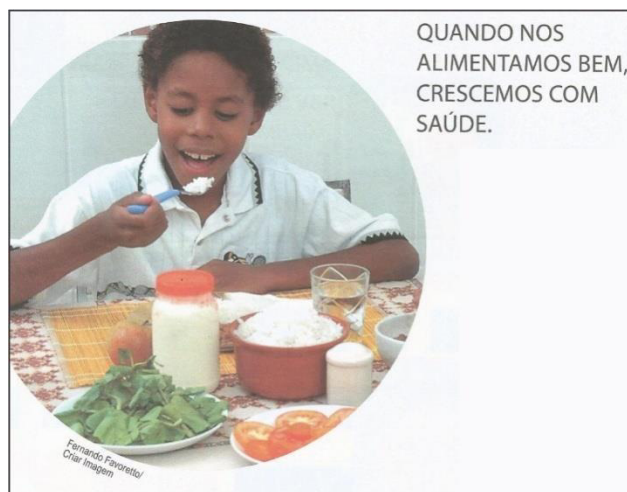 QUANDO NOS
ALIMENTAMOS BEM,
CRESCEMOS COM
SAÚDE.
Fernando Favoretto/
Criar Imagem